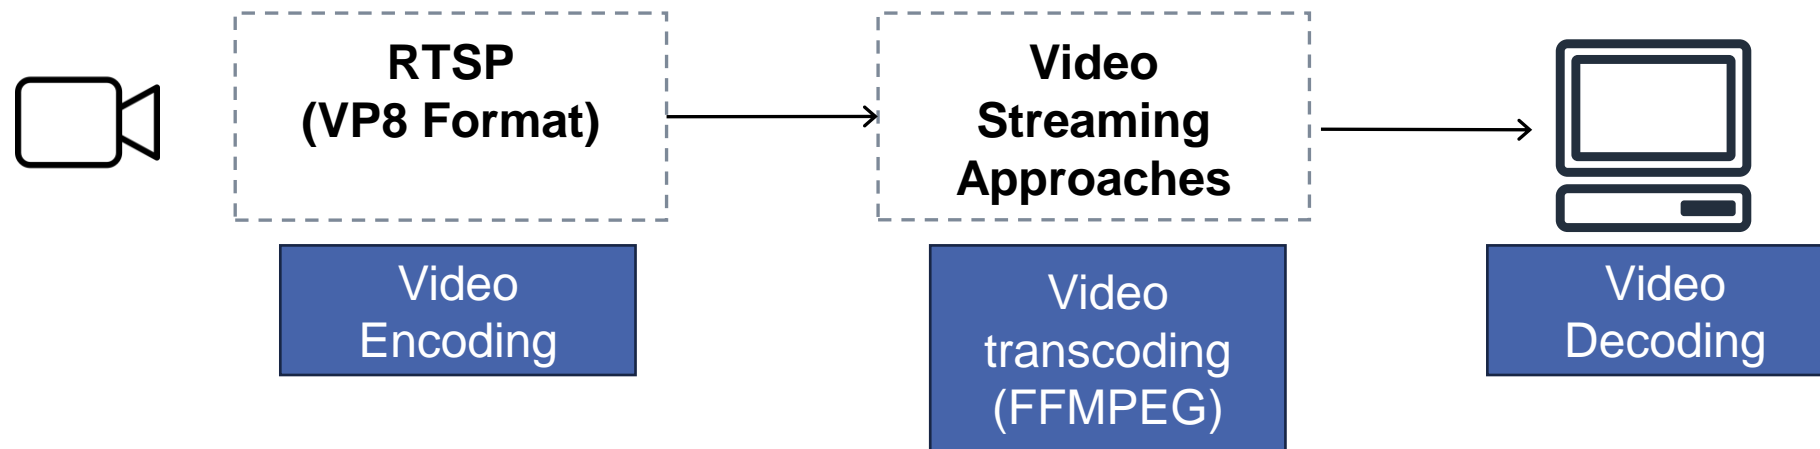 RTSP
(VP8 Format)
Video
Streaming
Approaches
Video
Encoding
Video
transcoding
(FFMPEG)
Video
Decoding